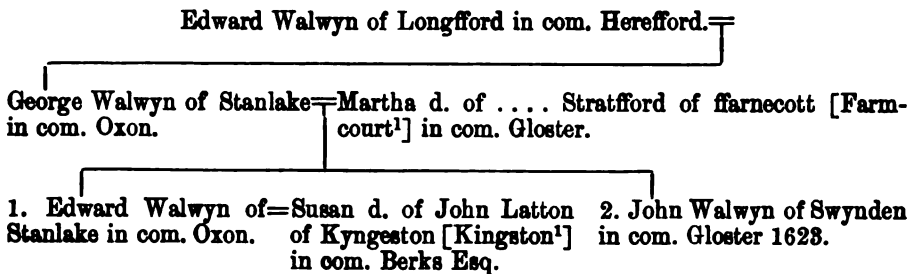 Edward Walwyn of Longfford in com. Herefford.=
George Walwyn of Stanlake=Martha d. of .... Stratfford of ffarnecott [Farm-
in com. Oxon. court¹] in com. Gloster.
1. Edward Walwyn of=Susan d. of John Latton 2. John Walwyn of Swynden
Stanlake in com. Oxon. of Kyngeston [Kingston¹] in com. Gloster 1623.
in com. Berks Esq.